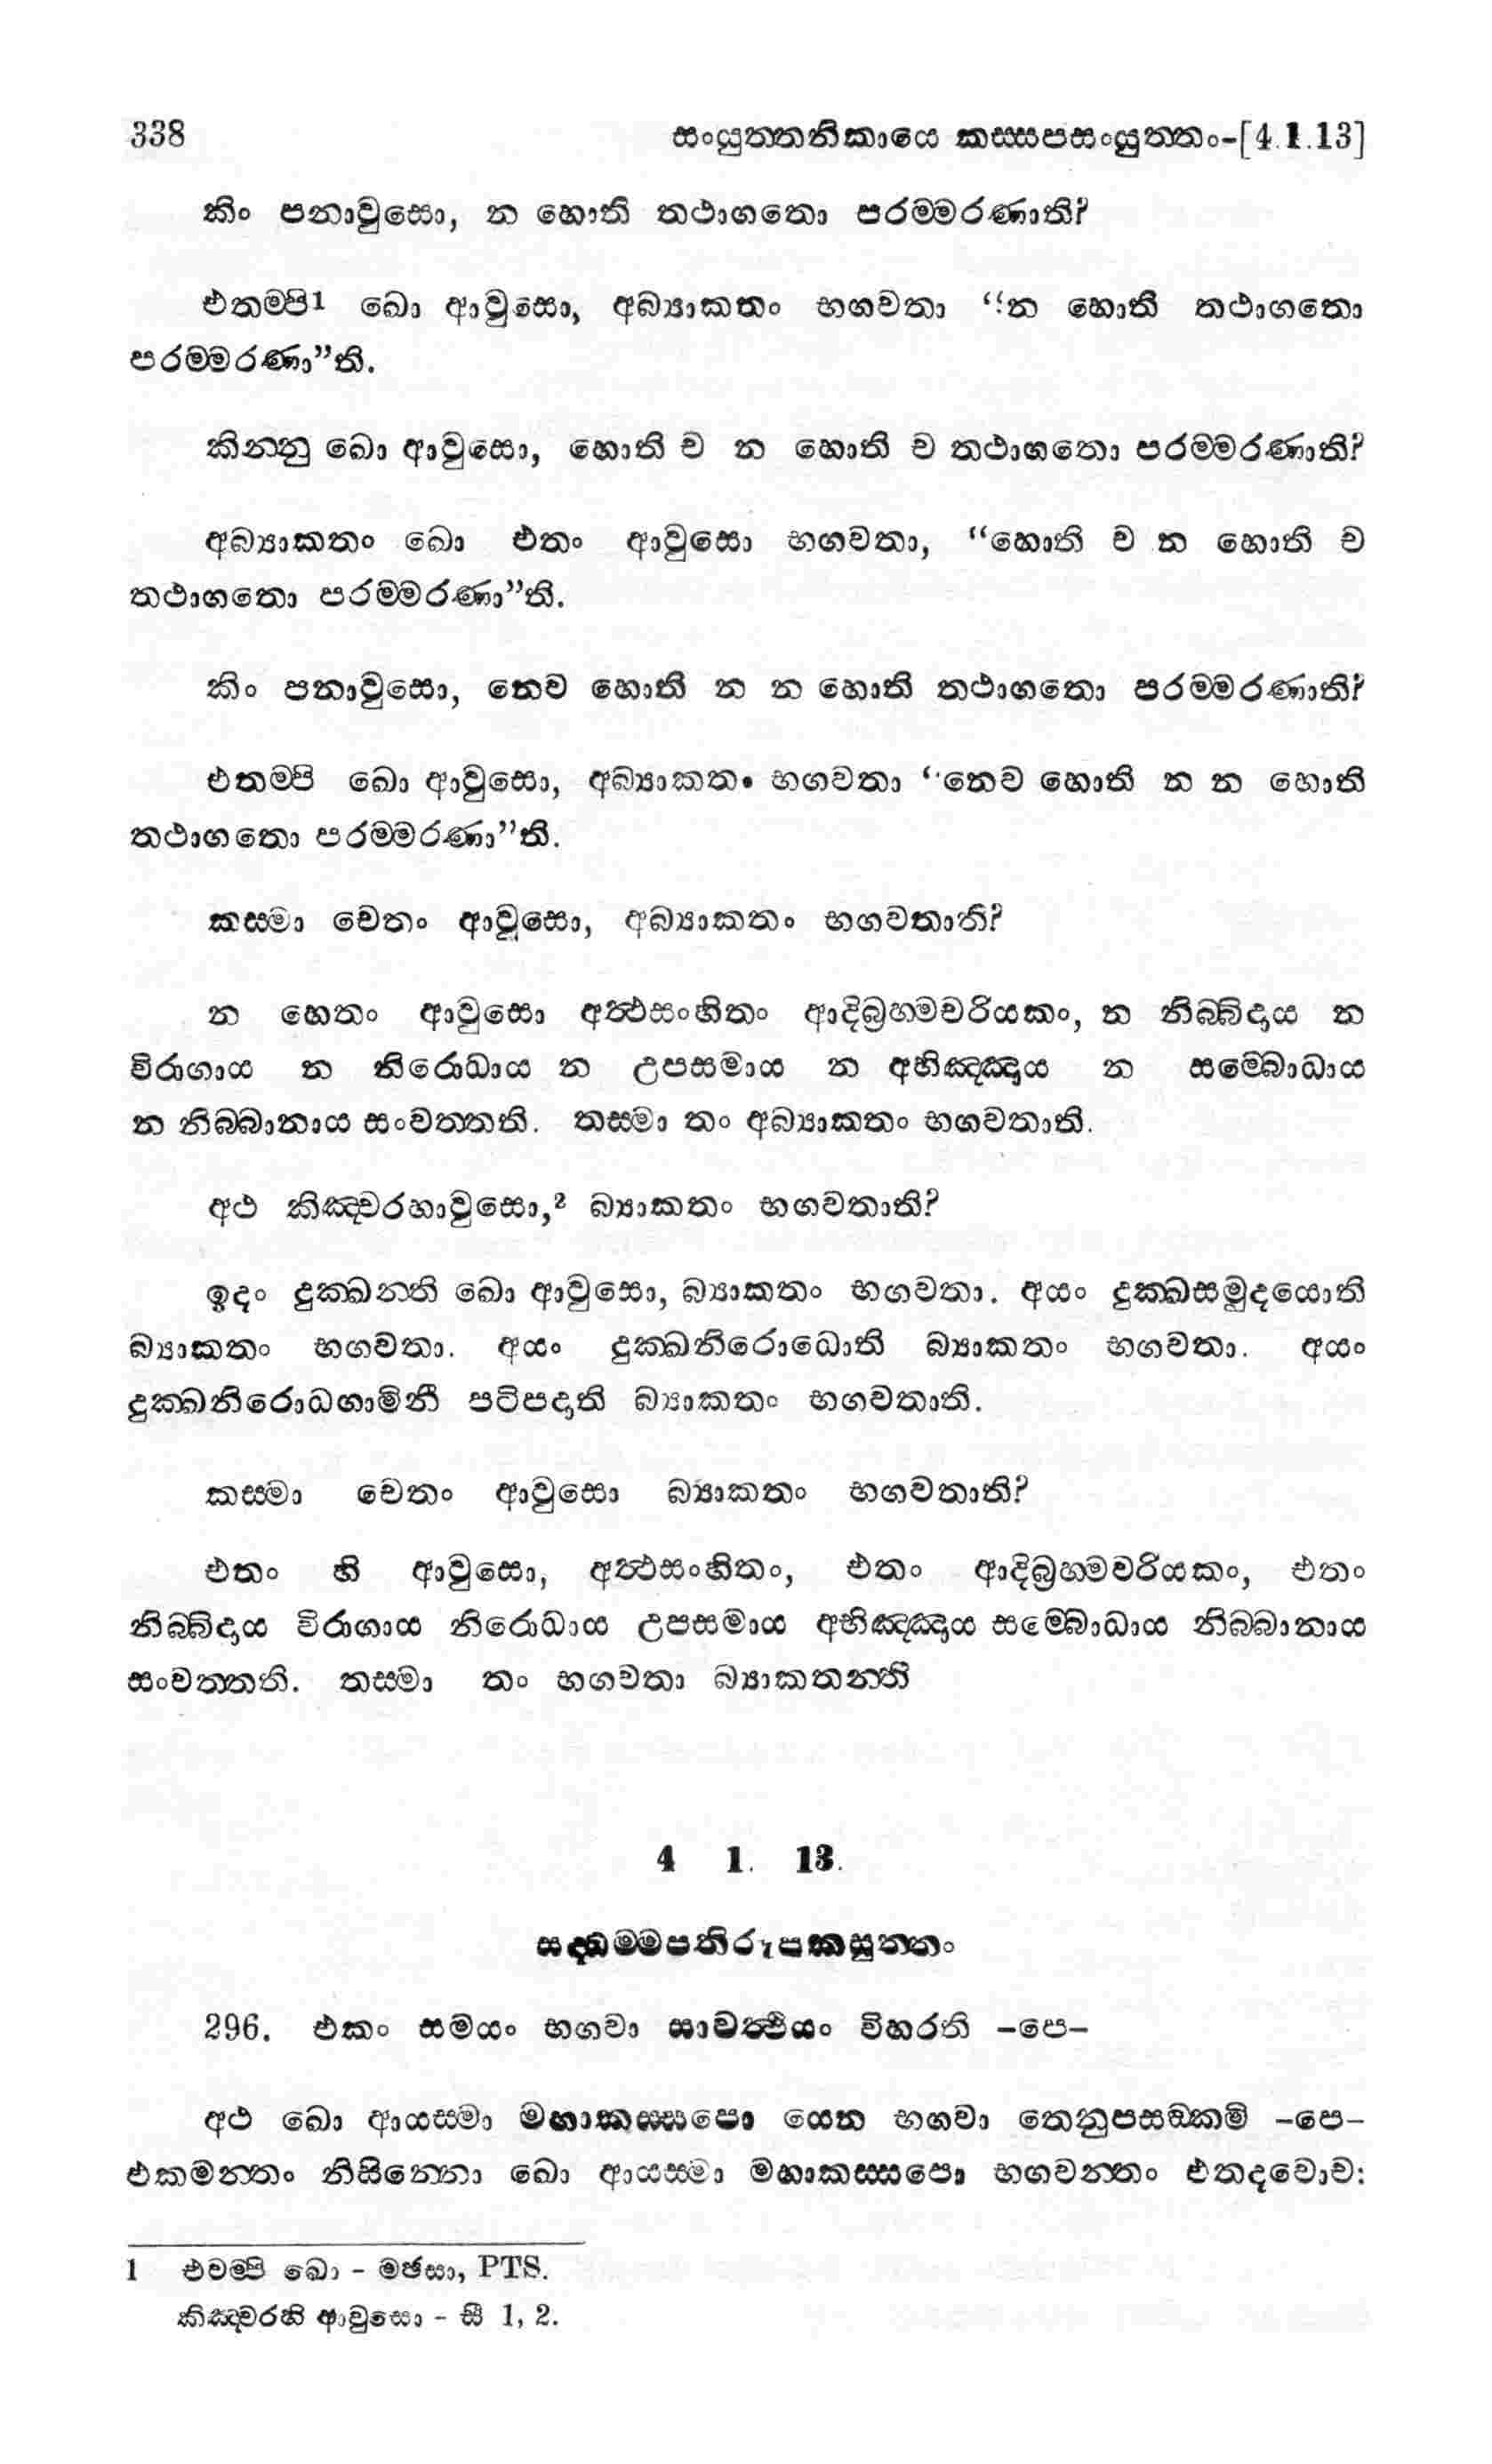 338 සංයුත්තනිකායෙ කස්සපසංයුත්තං-[4.1.13]
කිං පනාවුසො, න හොති තථාගතො පරම්මරණාති?
එතම්පි1 ඛො ආවුසො, අබ්‍යාකතං භගවතා “න හොති තථාගතො
පරම්මරණා”ති.
කින්නු ඛො ආවුසො, හොති ච න හොති ච තථාගතො පරම්මරණාති?
අබ්‍යාකතං ඛො එතං ආවුසො භගවතා, “හොති ච න හොති ච
තථාගතො පරම්මරණා”ති.
කිං පනාවුසො, නෙව හොති න න හොති තථාගතො පරම්මරණාති?
එතම්පි ඛො ආවුසො, අබ්‍යාකතං භගවතා “නෙව හොති න න හොති
තථාගතො පරම්මරණා”ති.
කස්මා චෙතං ආවුසො, අබ්‍යාකතං භගවතාති?
න හෙතං ආවුසො අත්ථසංහිතං ආදිබ්‍රහ්මචරියකං, න නිබ්බිදාය න
විරාගාය න නිරොධාය න උපසමාය න අභිඤ්ඤාය න සම්බොධාය
න නිබ්බානාය සංවත්තති. තස්මා තං අබ්‍යාකතං භගවතාති.
අථ කිඤ්චරහාවුසො,2 බ්‍යාකතං භගවතාති?
ඉදං දුක්ඛන්ති ඛො ආවුසො, බ්‍යාකතං භගවතා. අයං දුක්ඛසමුදයොති
බ්‍යාකතං භගවතා. අයං දුක්ඛනිරොධොති බ්‍යාකතං භගවතා. අයං
දුක්ඛනිරොධගාමිනී පටිපදාති බ්‍යාකතං භගවතාති.
කස්මා චෙතං ආවුසො බ්‍යාකතං භගවතාති?
එතං හි ආවුසො, අත්ථසංහිතං, එතං ආදිබ්‍රහ්මචරියකං, එතං
නිබ්බිදාය විරාගාය නිරොධාය උපසමාය අභිඤ්ඤාය සම්බොධාය නිබ්බානාය
සංවත්තති. තස්මා තං භගවතා බ්‍යාකතන්ති
4 1. 13.
සද්ධම්මපතිරූපකසුත්තං
296. එකං සමයං භගවා සාවත්ථියං විහරති -පෙ-
අථ ඛො ආයස්මා මහාකස්සපො යෙන භගවා තෙනුපසඞ්කමි -පෙ-
එකමන්තං නිසින්නො ඛො ආයස්මා මහාකස්සපො භගවන්තං එතදවොච:
1 එවම්පි ඛො - මඡසං, PTS.
කිඤ්චරහි ආවුසො - සී 1, 2.